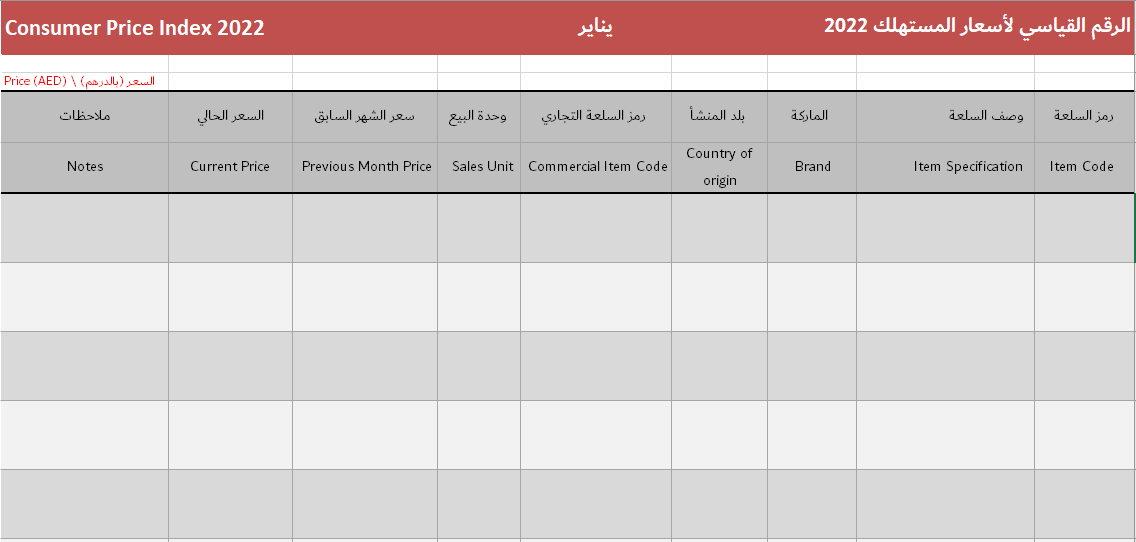 الرقم القياسي لأسعار المستهلك 2022
يناير
Consumer Price Index 2022
السعر (بالدرهم) \ Price (AED)
رمز السلعة
وصف السلعة
الماركة
بلد المنشأ
رمز السلعة التجاري
وحدة البيع
سعر الشهر السابق
السعر الحالي
ملاحظات
Item Code
Item Specification
Brand
Country of
origin
Commercial Item Code
Sales Unit
Previous Month Price
Current Price
Notes